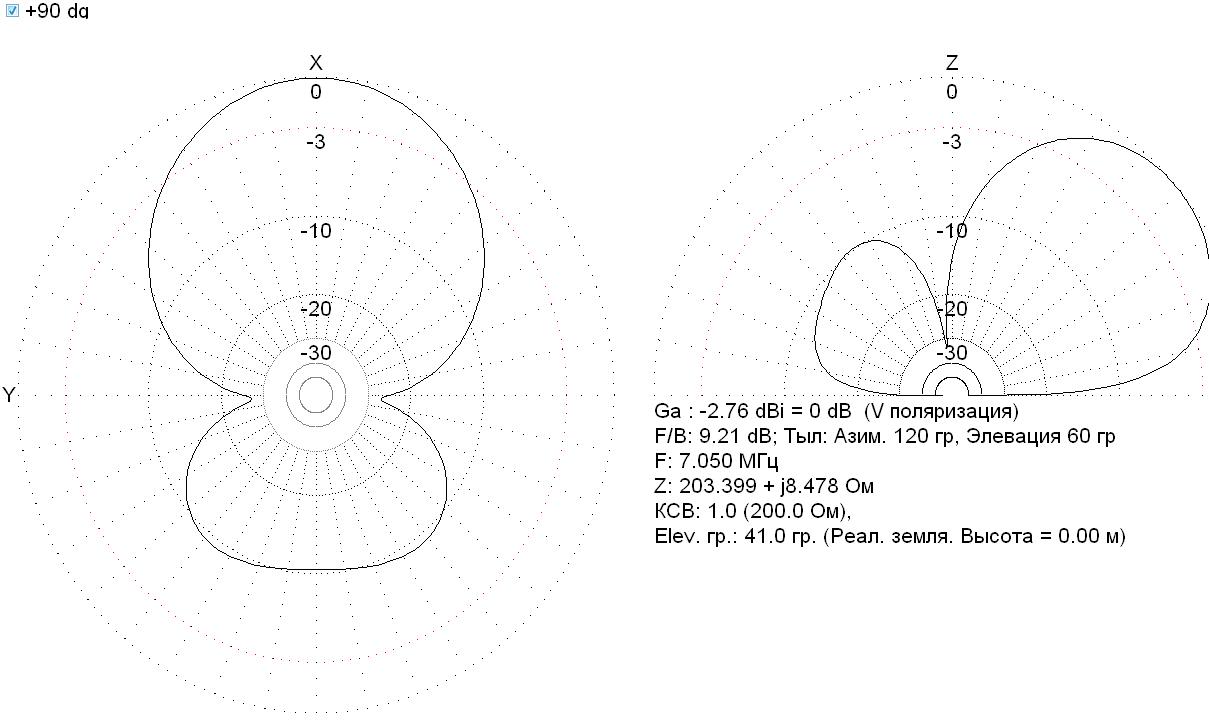 +90 dg
X
0
-3
-10
-20
-30
Y
Z
0
-3
-10
-20
-30
Ga : -2.76 dBi = 0 dB (V поляризация)
F/B: 9.21 dB; Тыл: Азим. 120 гр, Элевация 60 гр
F: 7.050 МГц
Z: 203.399 + j8.478 Ом
КСВ: 1.0 (200.0 Ом),
Elev. гр.: 41.0 гр. (Реал. земля. Высота = 0.00 м)